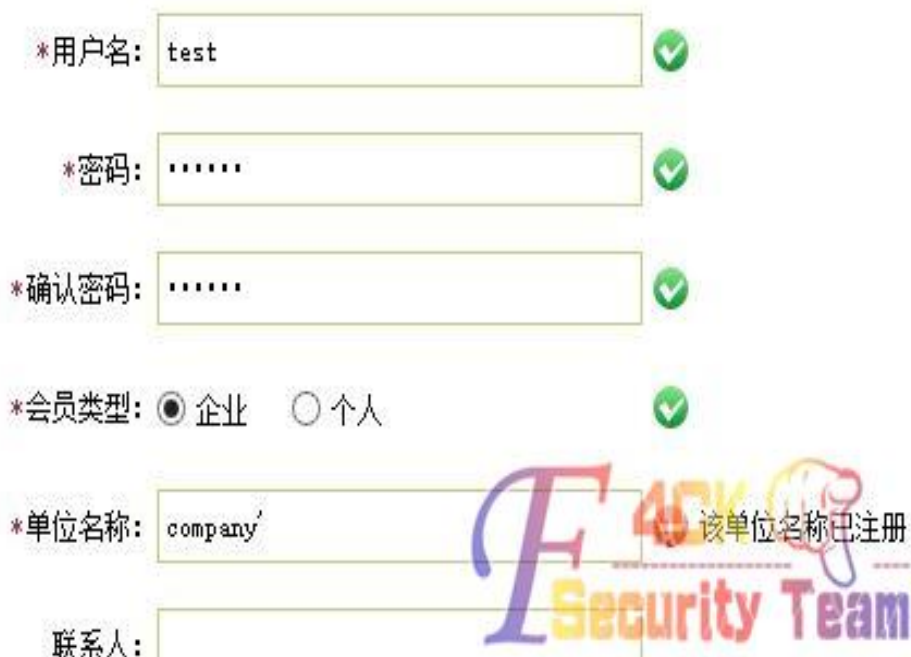 *用户名: test
*密码: ······
*确认密码: ······
*会员类型: 企业 个人
*单位名称: company' 该单位名称已注册
F4CK
Security Team
联系人: